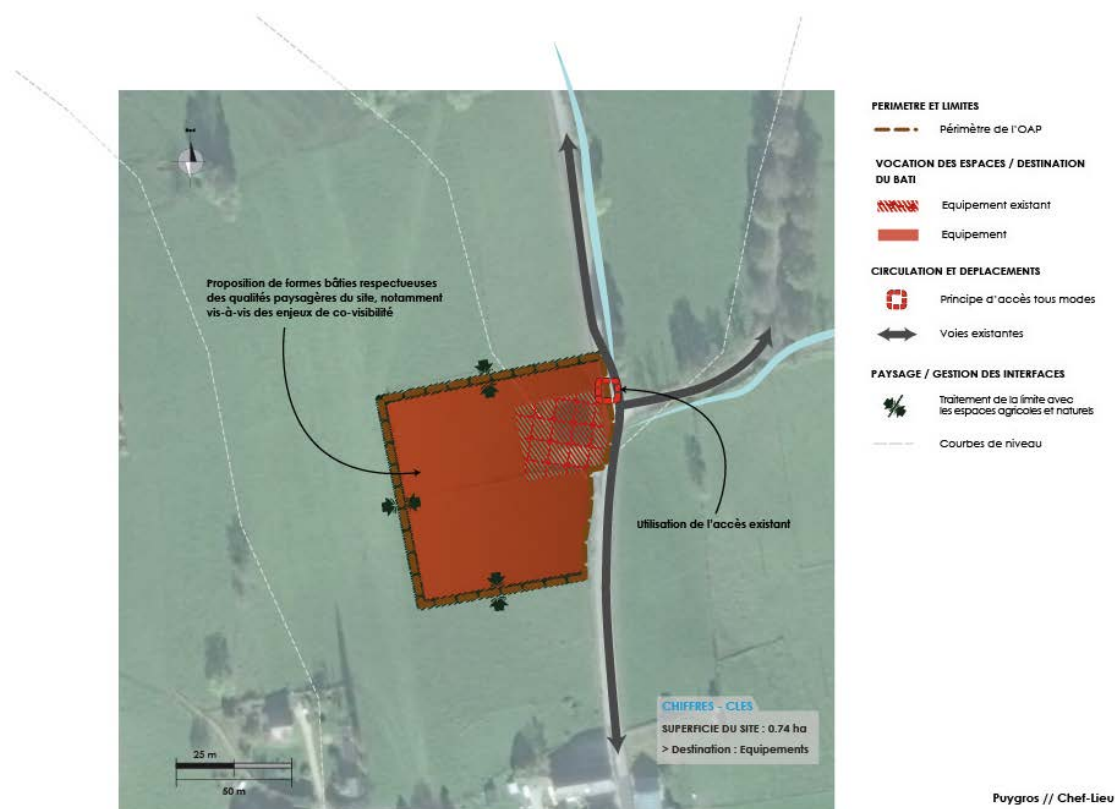 PERIMETRE ET LIMITES
Périmètre de l'OAP
VOCATION DES ESPACES / DESTINATION
DU BATI
Equipement existant
Equipement
CIRCULATION ET DEPLACEMENTS
Principe d'accès tous modes
Voies existantes
PAYSAGE / GESTION DES INTERFACES
Traitement de la limite avec
les espaces agricoles et naturels
Courbes de niveau
Nord
Proposition de formes bâties respectueuses
des qualités paysagères du site, notamment
vis-à-vis des enjeux de co-visibilité
Utilisation de l'accès existant
CHIFFRES - CLES
SUPERFICIE DU SITE : 0.74 ha
> Destination : Equipements
25 m
50 m
Puygros // Chef-Lieu